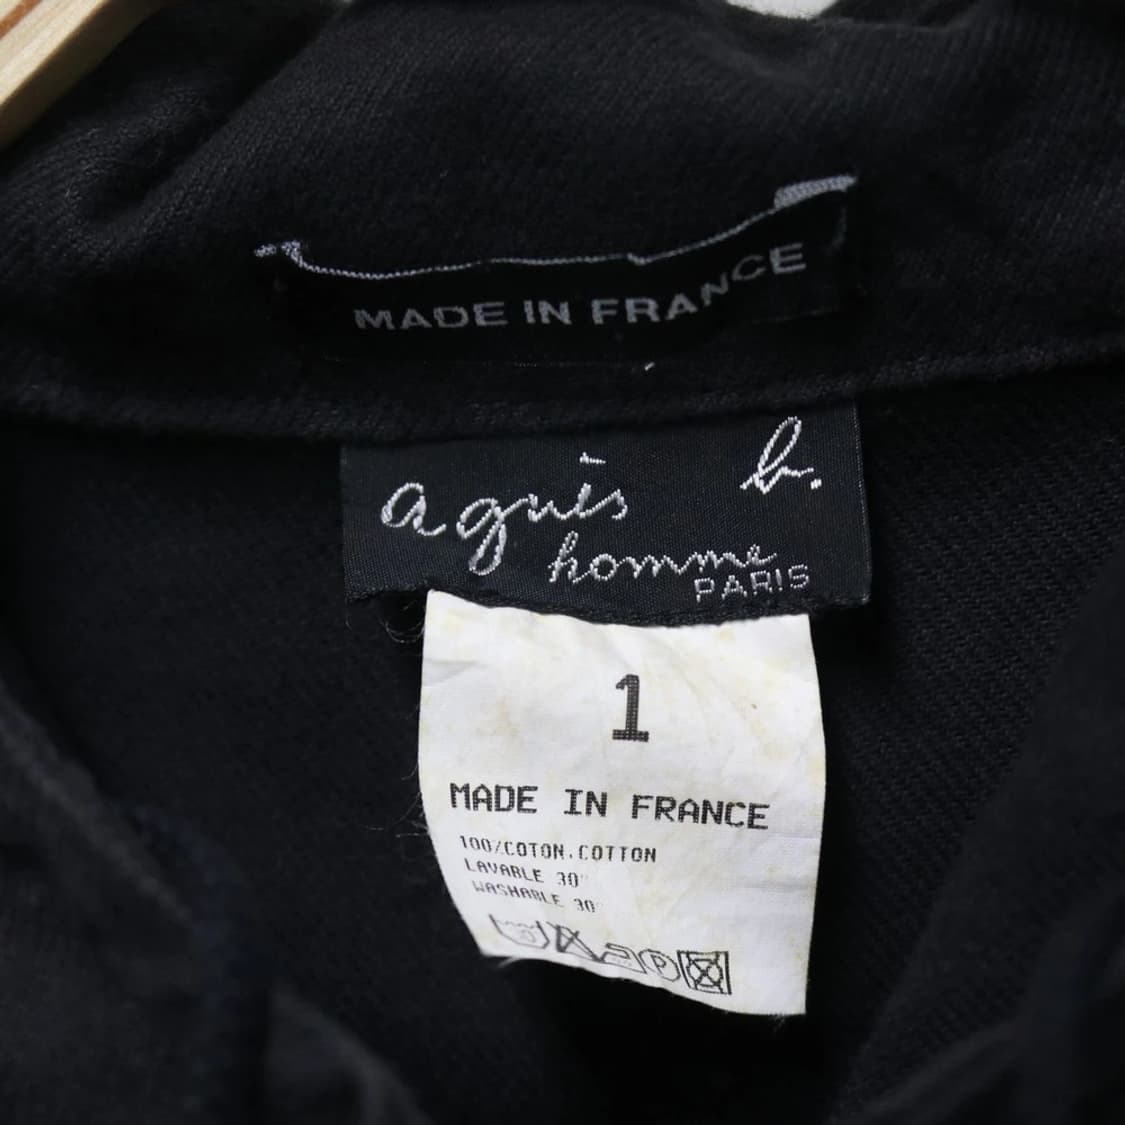 MADE IN FRANCE
agnès b.
homme
PARIS
1
MADE IN FRANCE
100%COTON.COTTON
LAVABLE 30°
WASHABLE 30
P